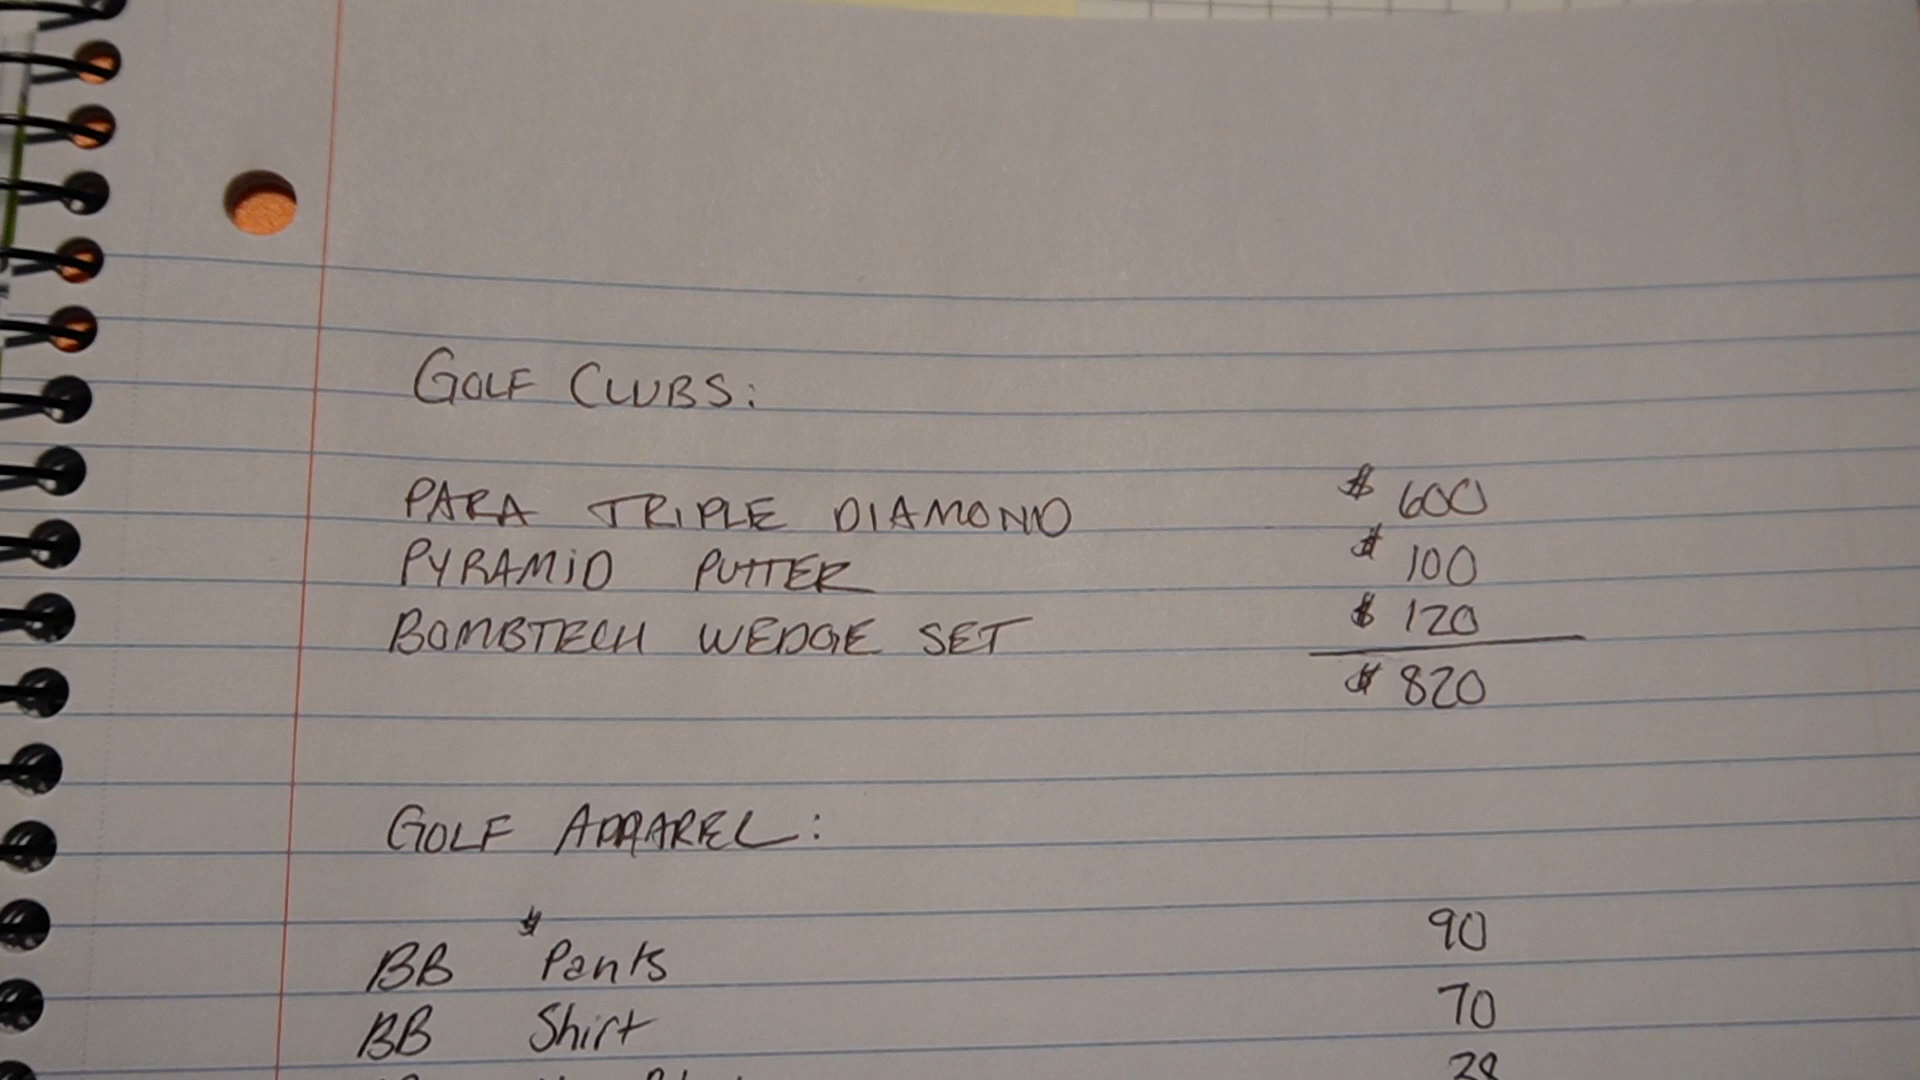 GOLF CLUBS:
PARA TRIPLE DIAMOND $ 600
PYRAMID PUTTER $ 100
BOMBTECH WEDGE SET $ 120
$ 820
GOLF APPAREL:
$
BB Pants 90
BB Shirt 70